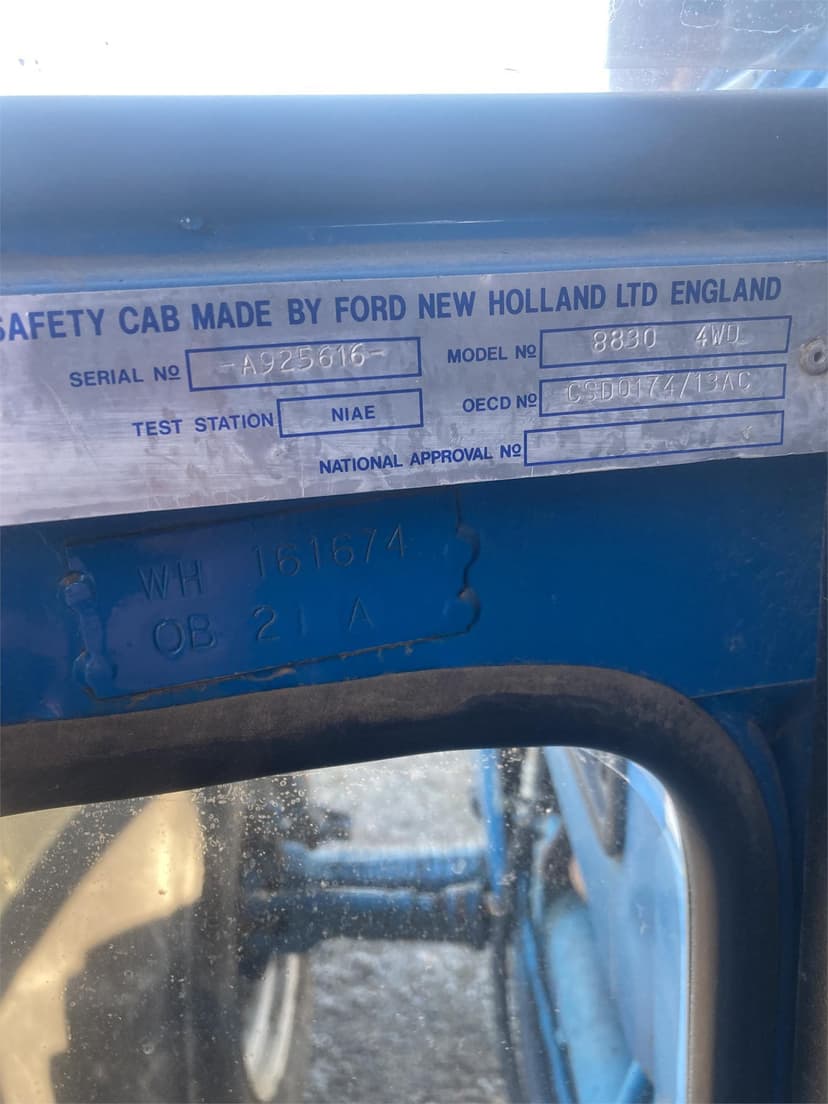 SAFETY CAB MADE BY FORD NEW HOLLAND LTD ENGLAND
SERIAL Nº -A925616- MODEL Nº 8830 4WD
TEST STATION NIAE OECD Nº CSD0174/13AC
NATIONAL APPROVAL Nº
WH 161674
OB 21 A